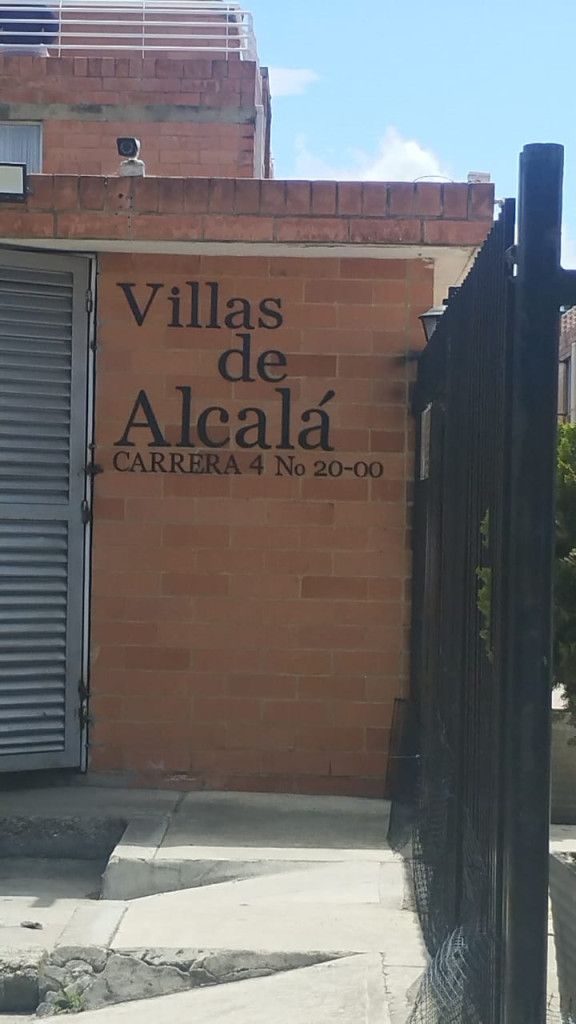 Villas
de
Alcalá
CARRERA 4 No 20-00